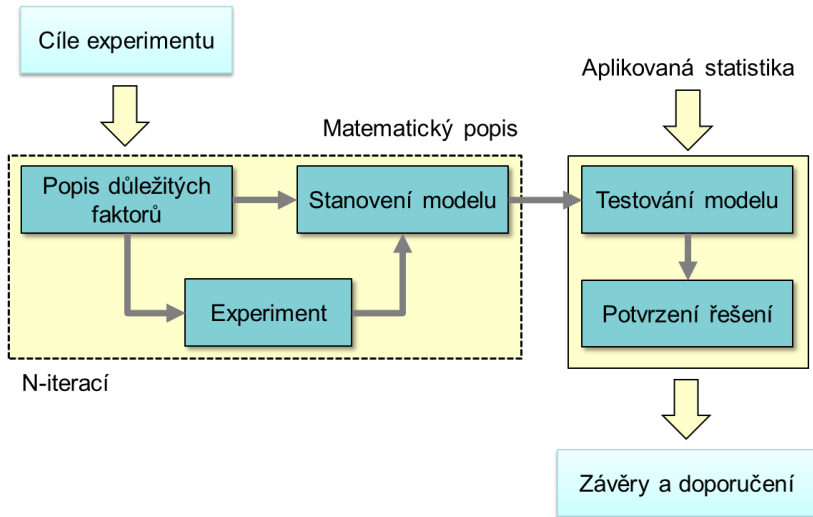 Cíle experimentu
Aplikovaná statistika
Matematický popis
Popis důležitých
faktorů
Stanovení modelu
Testování modelu
Experiment
Potvrzení řešení
N-iterací
Závěry a doporučení